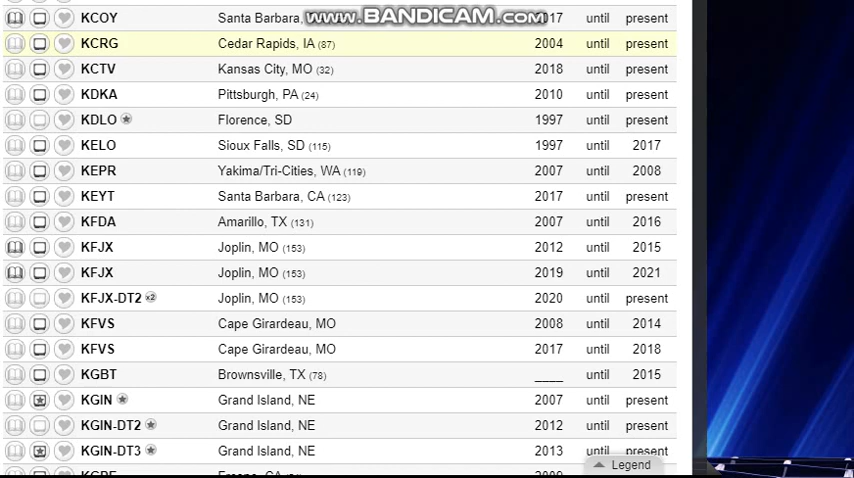 KCOY Santa Barbara, 2017 until present
www.BANDICAM.com
KCRG Cedar Rapids, IA (87) 2004 until present
KCTV Kansas City, MO (32) 2018 until present
KDKA Pittsburgh, PA (24) 2010 until present
KDLO Florence, SD 1997 until present
KELO Sioux Falls, SD (115) 1997 until 2017
KEPR Yakima/Tri-Cities, WA (119) 2007 until 2008
KEYT Santa Barbara, CA (123) 2017 until present
KFDA Amarillo, TX (131) 2007 until 2016
KFJX Joplin, MO (153) 2012 until 2015
KFJX Joplin, MO (153) 2019 until 2021
KFJX-DT2 x2 Joplin, MO (153) 2020 until present
KFVS Cape Girardeau, MO 2008 until 2014
KFVS Cape Girardeau, MO 2017 until 2018
KGBT Brownsville, TX (78) ____ until 2015
KGIN Grand Island, NE 2007 until present
KGIN-DT2 Grand Island, NE 2012 until present
KGIN-DT3 Grand Island, NE 2013 until present
Legend